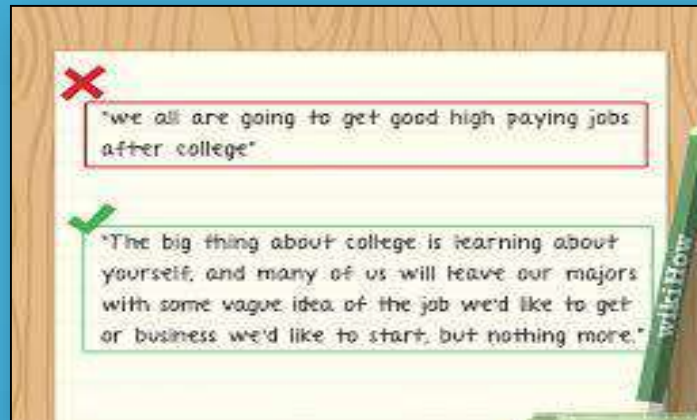 "we all are going to get good high paying jobs
after college"
"The big thing about college is learning about
yourself, and many of us will leave our majors
with some vague idea of the job we'd like to get
or business we'd like to start, but nothing more."
wikiHow